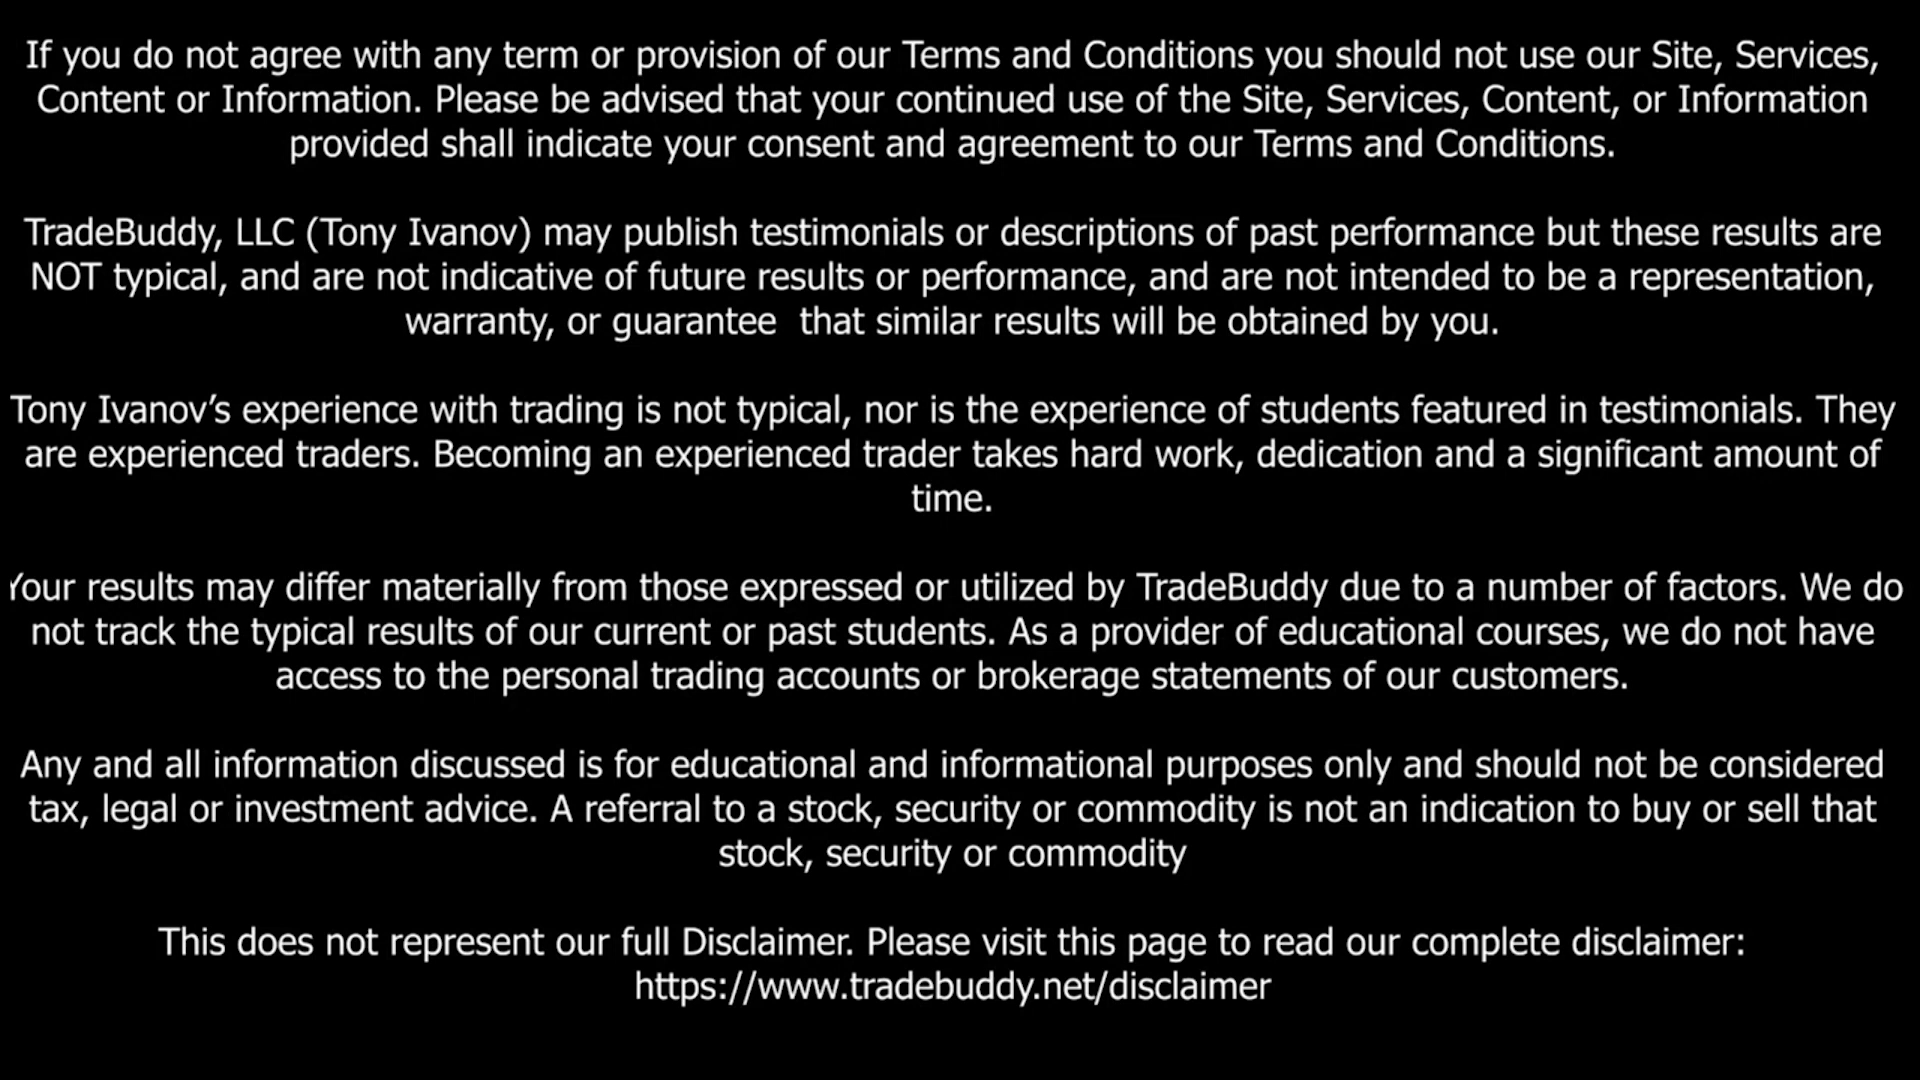 If you do not agree with any term or provision of our Terms and Conditions you should not use our Site, Services,
Content or Information. Please be advised that your continued use of the Site, Services, Content, or Information
provided shall indicate your consent and agreement to our Terms and Conditions.
TradeBuddy, LLC (Tony Ivanov) may publish testimonials or descriptions of past performance but these results are
NOT typical, and are not indicative of future results or performance, and are not intended to be a representation,
warranty, or guarantee  that similar results will be obtained by you.
Tony Ivanov’s experience with trading is not typical, nor is the experience of students featured in testimonials. They
are experienced traders. Becoming an experienced trader takes hard work, dedication and a significant amount of
time.
Your results may differ materially from those expressed or utilized by TradeBuddy due to a number of factors. We do
not track the typical results of our current or past students. As a provider of educational courses, we do not have
access to the personal trading accounts or brokerage statements of our customers.
Any and all information discussed is for educational and informational purposes only and should not be considered
tax, legal or investment advice. A referral to a stock, security or commodity is not an indication to buy or sell that
stock, security or commodity
This does not represent our full Disclaimer. Please visit this page to read our complete disclaimer:
https://www.tradebuddy.net/disclaimer